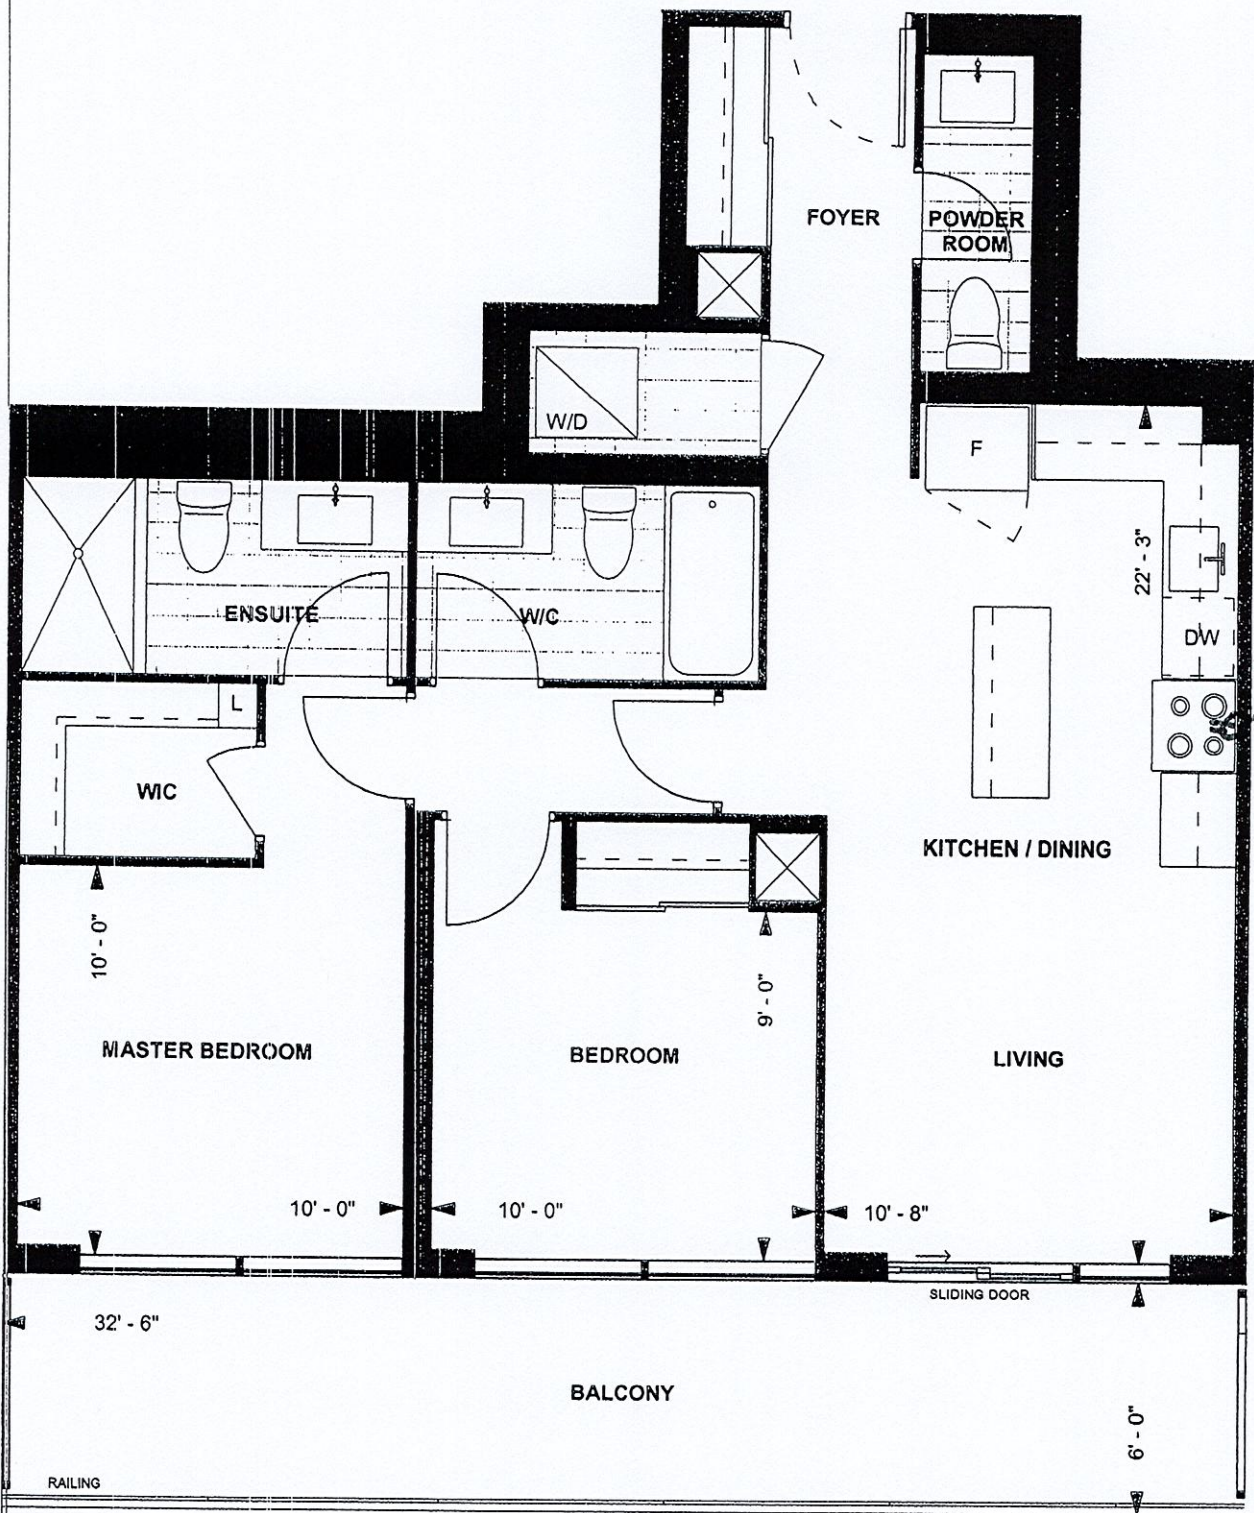 FOYER
POWDER
ROOM
W/D
F
22' - 3"
ENSUITE
W/C
DW
L
WIC
KITCHEN / DINING
10' - 0"
9' - 0"
MASTER BEDROOM
BEDROOM
LIVING
10' - 0"
10' - 0"
10' - 8"
SLIDING DOOR
32' - 6"
BALCONY
6' - 0"
RAILING